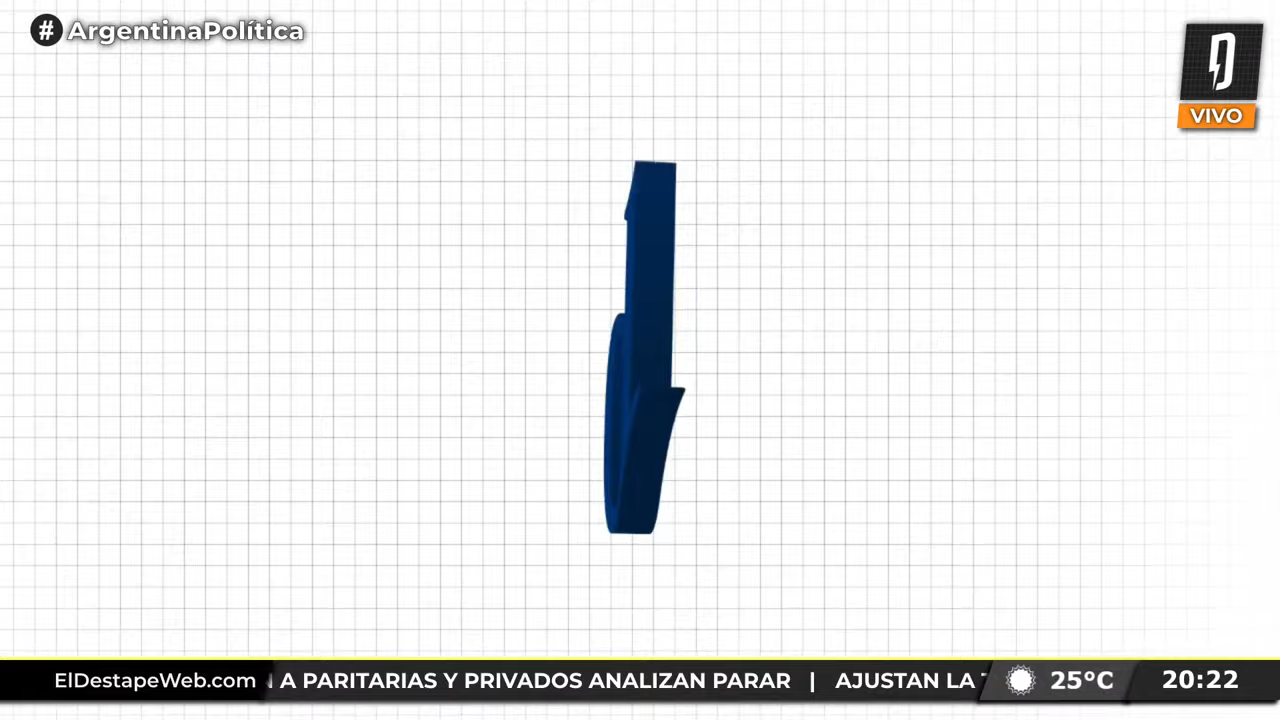 # ArgentinaPolítica
VIVO
ElDestapeWeb.com
A PARITARIAS Y PRIVADOS ANALIZAN PARAR | AJUSTAN LA
25°C
20:22